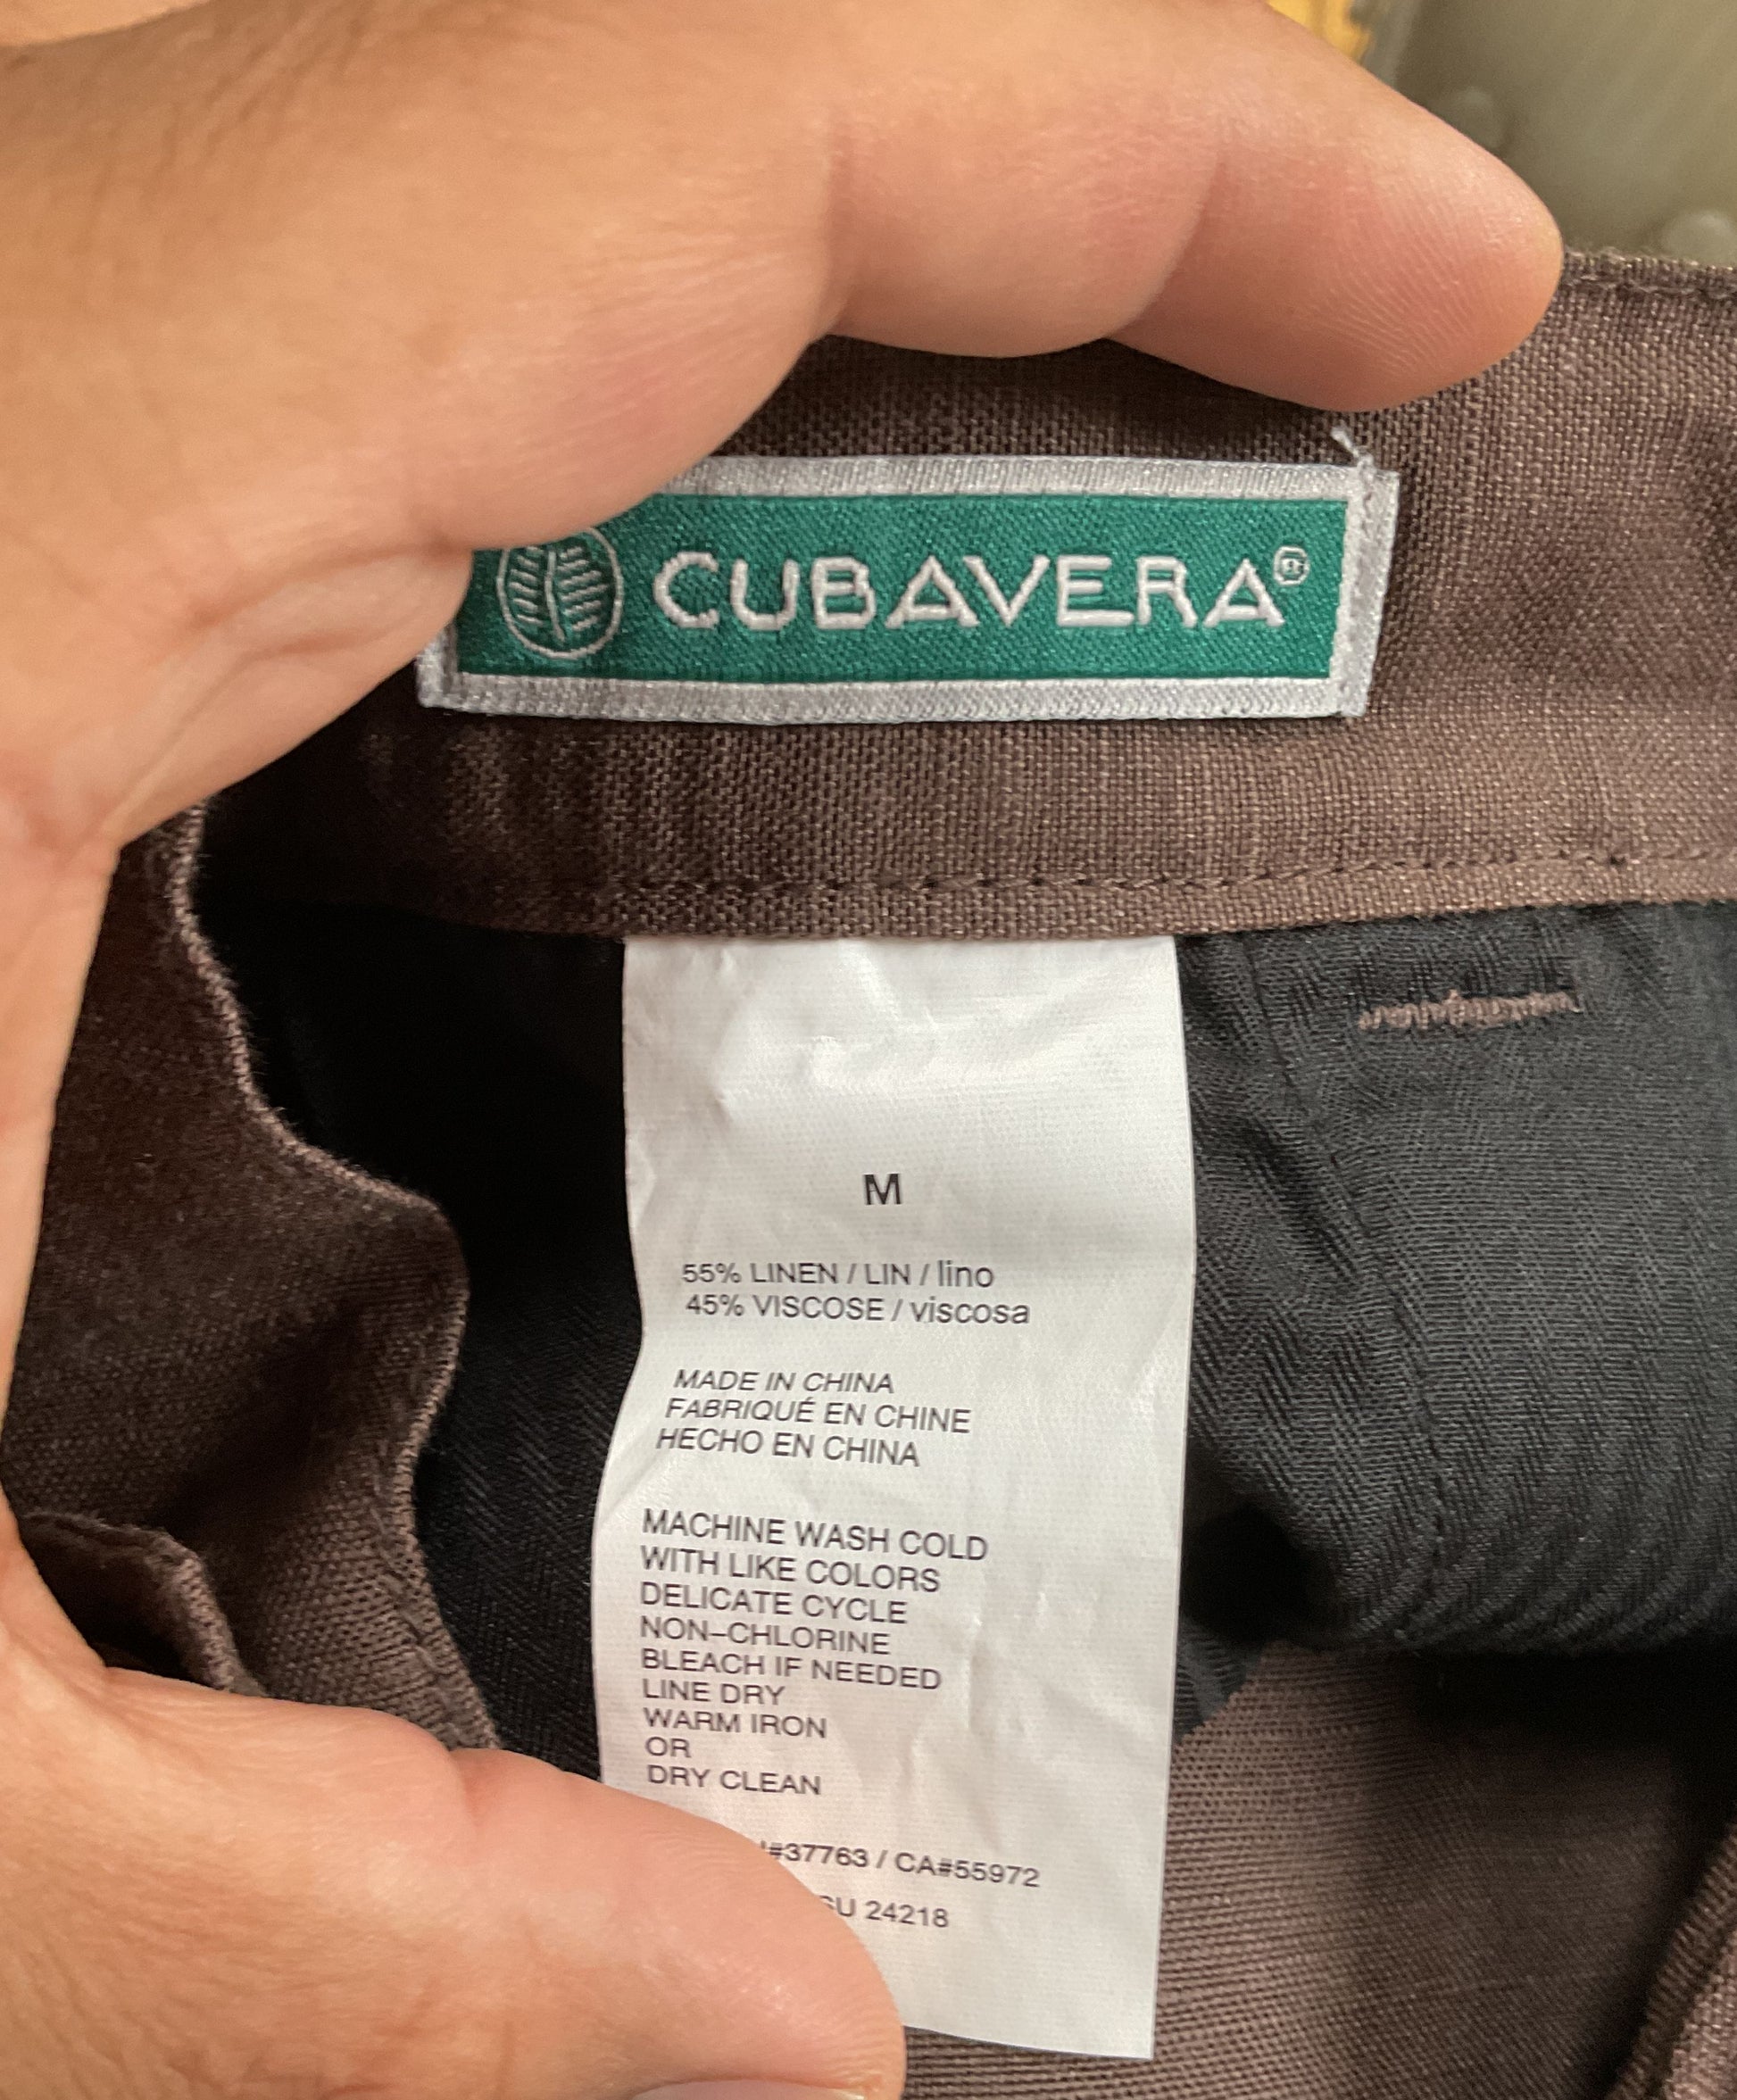 CUBAVERA®
M
55% LINEN / LIN / lino
45% VISCOSE / viscosa
MADE IN CHINA
FABRIQUÉ EN CHINE
HECHO EN CHINA
MACHINE WASH COLD
WITH LIKE COLORS
DELICATE CYCLE
NON-CHLORINE
BLEACH IF NEEDED
LINE DRY
WARM IRON
OR
DRY CLEAN
#37763 / CA#55972
24218